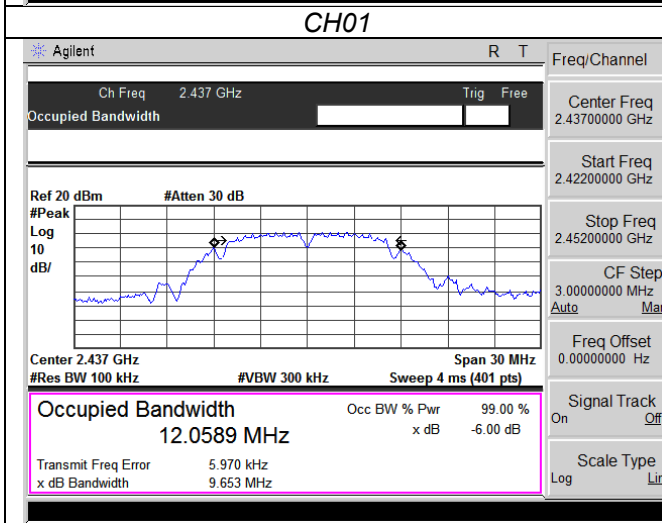 CH01
Agilent R T
Ch Freq 2.437 GHz Trig Free
Occupied Bandwidth
Ref 20 dBm #Atten 30 dB
#Peak
Log
10
dB/
Center 2.437 GHz Span 30 MHz
#Res BW 100 kHz #VBW 300 kHz Sweep 4 ms (401 pts)
Occupied Bandwidth Occ BW % Pwr 99.00 %
12.0589 MHz x dB -6.00 dB
Transmit Freq Error 5.970 kHz
x dB Bandwidth 9.653 MHz
Freq/Channel
Center Freq
2.43700000 GHz
Start Freq
2.42200000 GHz
Stop Freq
2.45200000 GHz
CF Step
3.00000000 MHz
Auto Man
Freq Offset
0.00000000 Hz
Signal Track
On Off
Scale Type
Log Lin